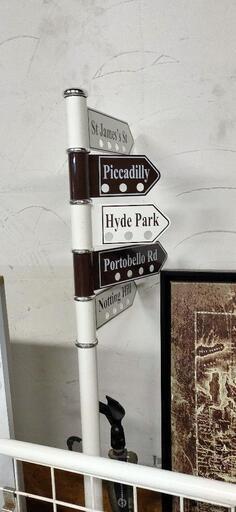 St James's St
Piccadilly
Hyde Park
Portobello Rd
Notting Hill